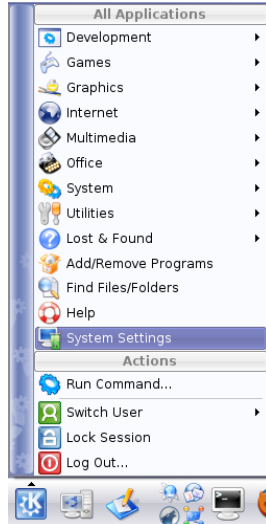 All Applications
Development
Games
Graphics
Internet
Multimedia
Office
System
Utilities
Lost & Found
Add/Remove Programs
Find Files/Folders
Help
System Settings
Actions
Run Command...
Switch User
Lock Session
Log Out...